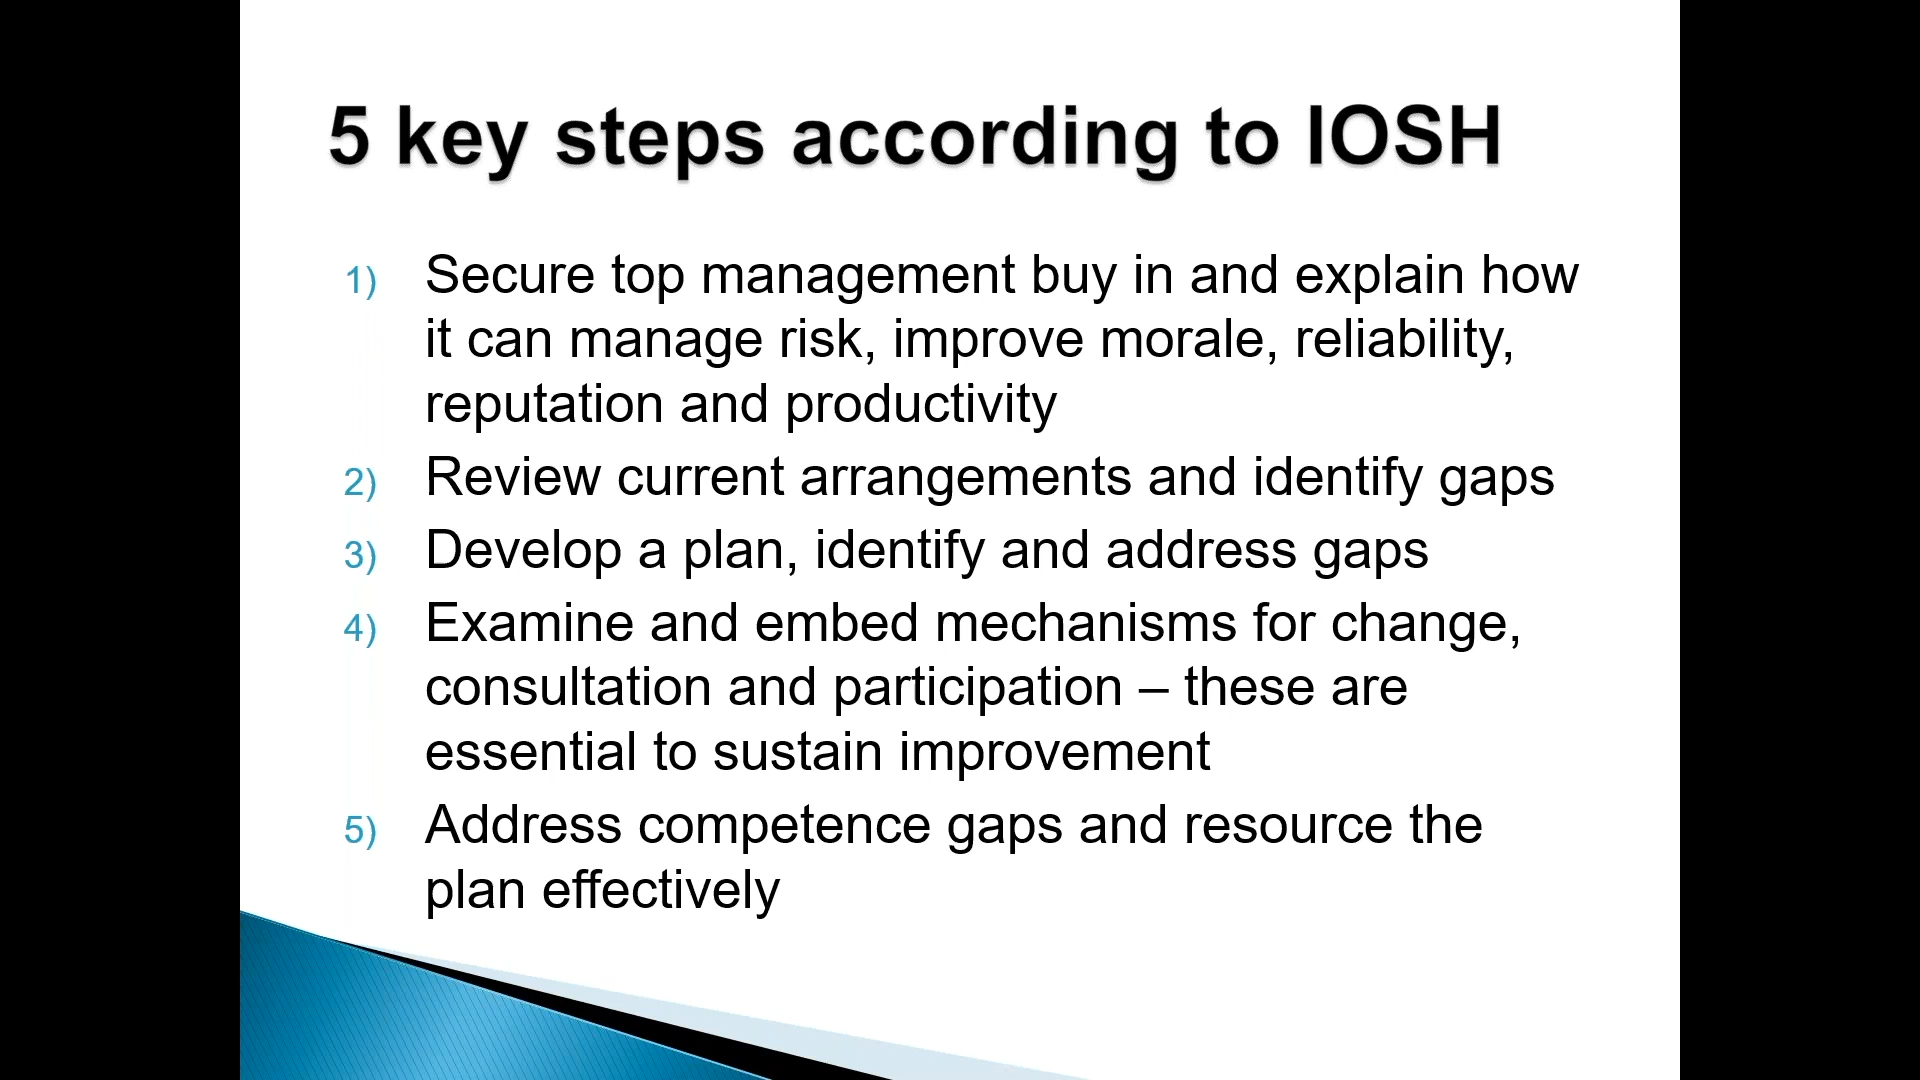 5 key steps according to IOSH
1) Secure top management buy in and explain how
it can manage risk, improve morale, reliability,
reputation and productivity
2) Review current arrangements and identify gaps
3) Develop a plan, identify and address gaps
4) Examine and embed mechanisms for change,
consultation and participation – these are
essential to sustain improvement
5) Address competence gaps and resource the
plan effectively